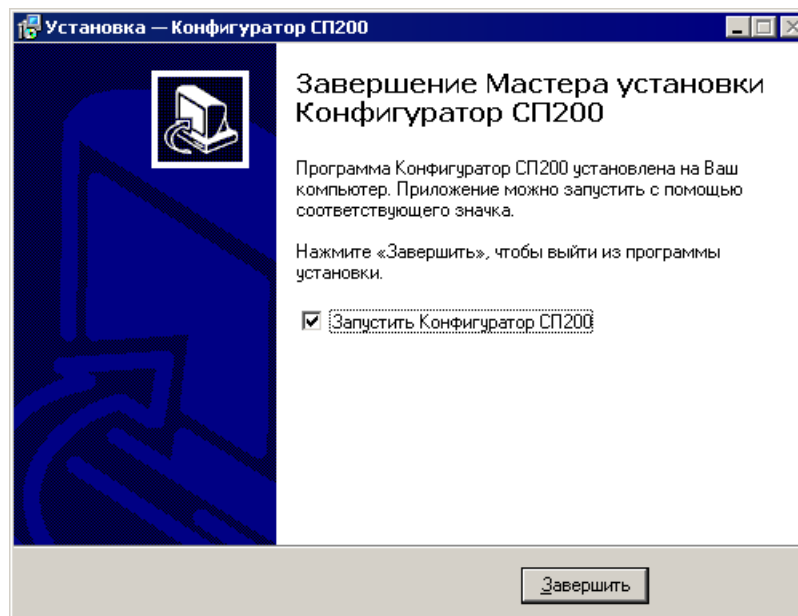 Установка — Конфигуратор СП200
Завершение Мастера установки
Конфигуратор СП200
Программа Конфигуратор СП200 установлена на Ваш
компьютер. Приложение можно запустить с помощью
соответствующего значка.
Нажмите «Завершить», чтобы выйти из программы
установки.
Запустить Конфигуратор СП200
Завершить